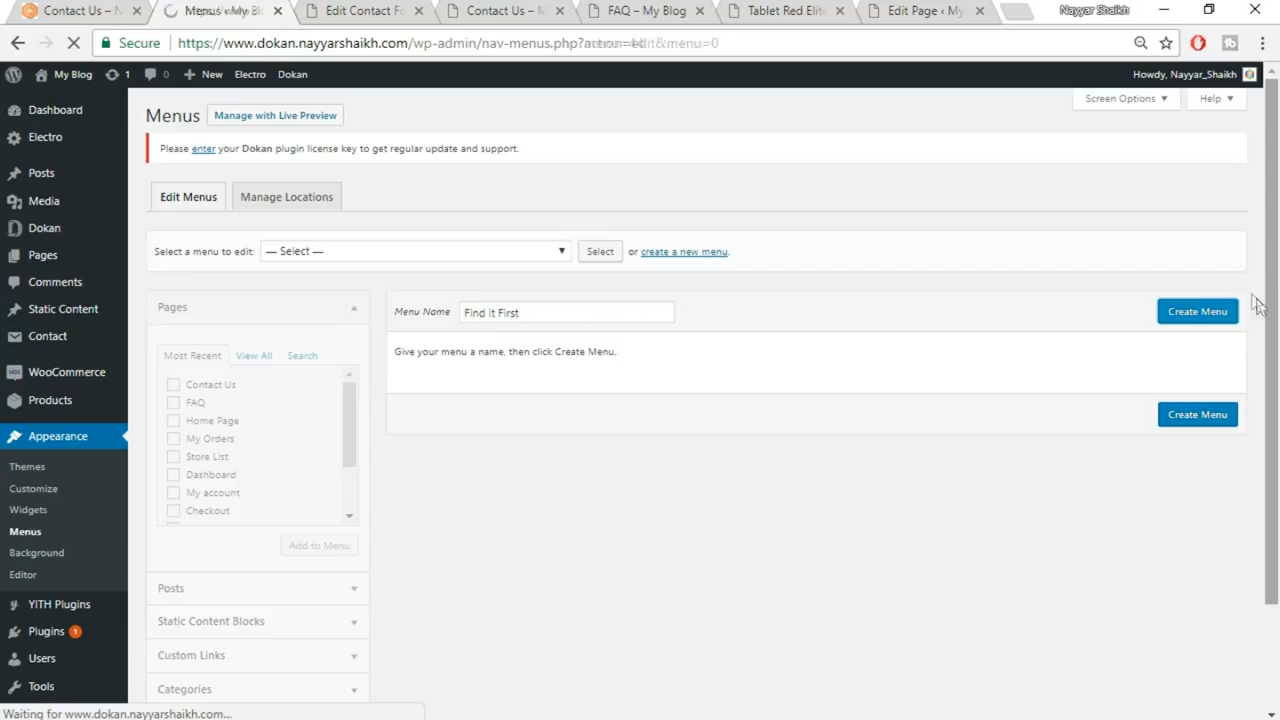 Contact Us – N
Menus ‹ My Bl
Edit Contact Fo
Contact Us – M
FAQ – My Blog
Tablet Red Elite
Edit Page ‹ My
Nayyar Shaikh
Secure
https://www.dokan.nayyarshaikh.com/wp-admin/nav-menus.php?action=edit&menu=0
My Blog
1
0
New
Electro
Dokan
Howdy, Nayyar_Shaikh
Dashboard
Electro
Posts
Media
Dokan
Pages
Comments
Static Content
Contact
WooCommerce
Products
Appearance
Themes
Customize
Widgets
Menus
Background
Editor
YITH Plugins
Plugins 1
Users
Tools
Screen Options
Help
Menus
Manage with Live Preview
Please enter your Dokan plugin license key to get regular update and support.
Edit Menus
Manage Locations
Select a menu to edit: — Select — Select or create a new menu.
Pages
Most Recent View All Search
Contact Us
FAQ
Home Page
My Orders
Store List
Dashboard
My account
Checkout
Add to Menu
Posts
Static Content Blocks
Custom Links
Categories
Menu Name Find it First
Create Menu
Give your menu a name, then click Create Menu.
Create Menu
Waiting for www.dokan.nayyarshaikh.com...